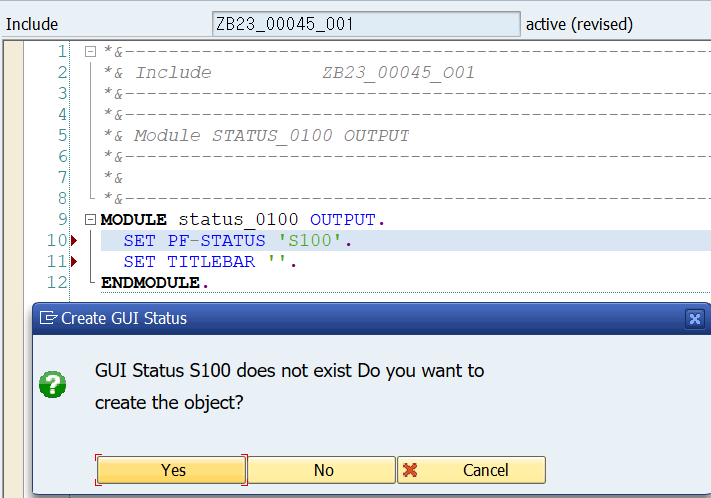 Include ZB23_00045_O01 active (revised)
1 *&---------------------------------------------------------
2 *& Include ZB23_00045_O01
3 *&---------------------------------------------------------
4 *&---------------------------------------------------------
5 *& Module STATUS_0100 OUTPUT
6 *&---------------------------------------------------------
7 *&
8 *&---------------------------------------------------------
9 MODULE status_0100 OUTPUT.
10 SET PF-STATUS 'S100'.
11 SET TITLEBAR ''.
12 ENDMODULE.
Create GUI Status
GUI Status S100 does not exist Do you want to
create the object?
Yes No Cancel